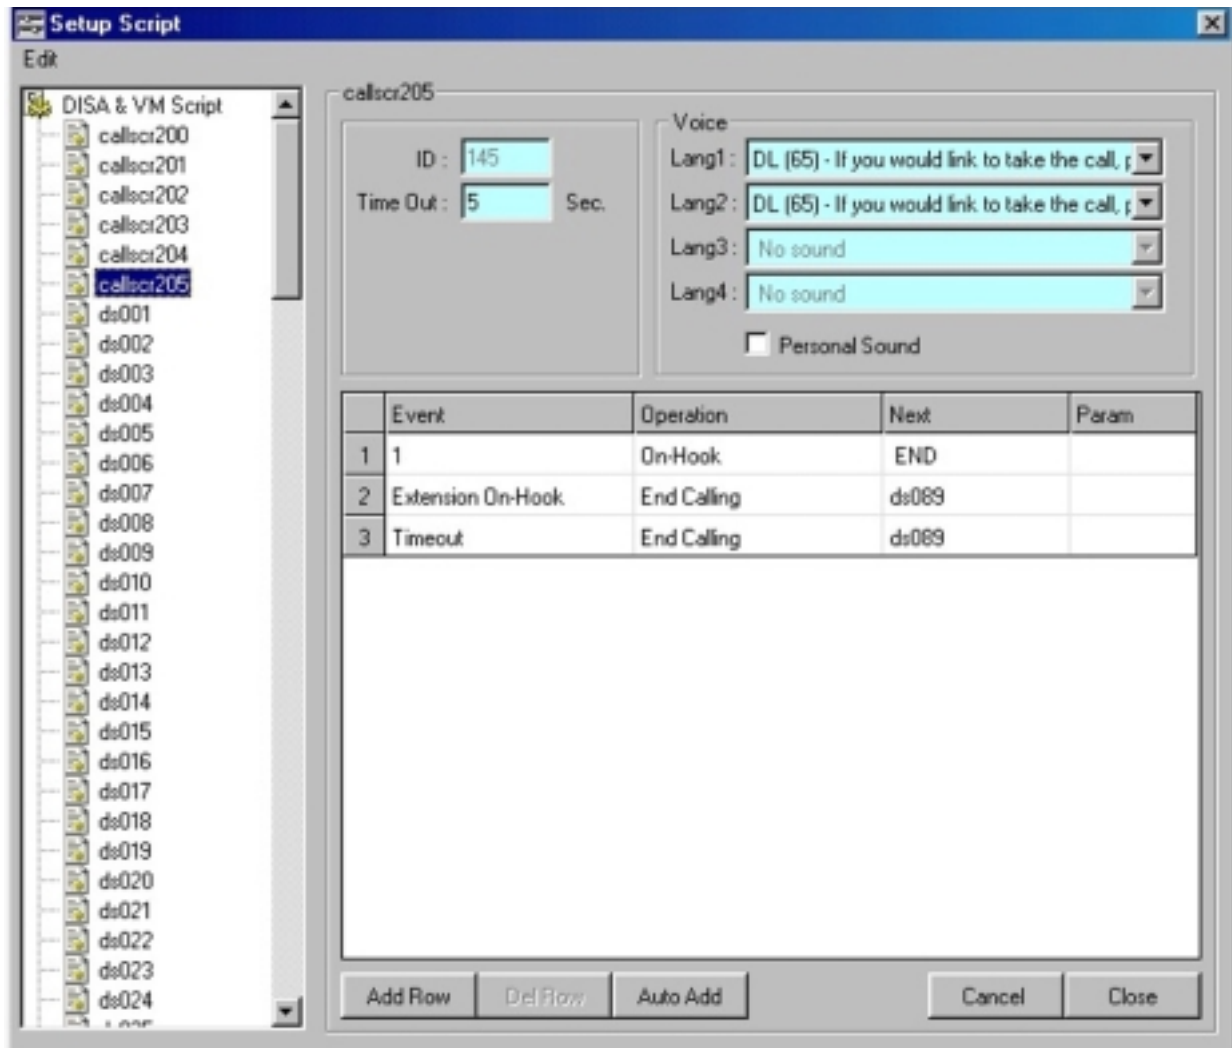 Setup Script
Edit
DISA & VM Script
callscr200
callscr201
callscr202
callscr203
callscr204
callscr205
ds001
ds002
ds003
ds004
ds005
ds006
ds007
ds008
ds009
ds010
ds011
ds012
ds013
ds014
ds015
ds016
ds017
ds018
ds019
ds020
ds021
ds022
ds023
ds024
callscr205
ID : 145
Time Out : 5 Sec.
Voice
Lang1 : DL (65) - If you would link to take the call, p
Lang2 : DL (65) - If you would link to take the call, p
Lang3 : No sound
Lang4 : No sound
Personal Sound
Event Operation Next Param
1 1 On-Hook END
2 Extension On-Hook End Calling ds089
3 Timeout End Calling ds089
Add Row Del Row Auto Add Cancel Close